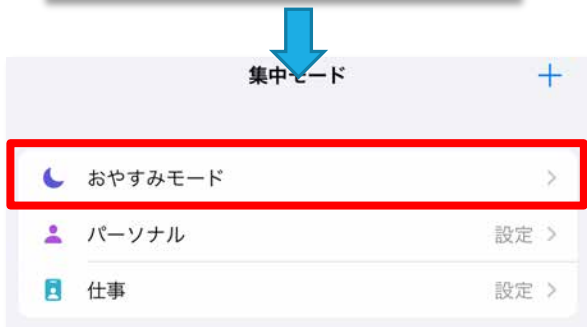 集中モード
おやすみモード
パーソナル 設定
仕事 設定